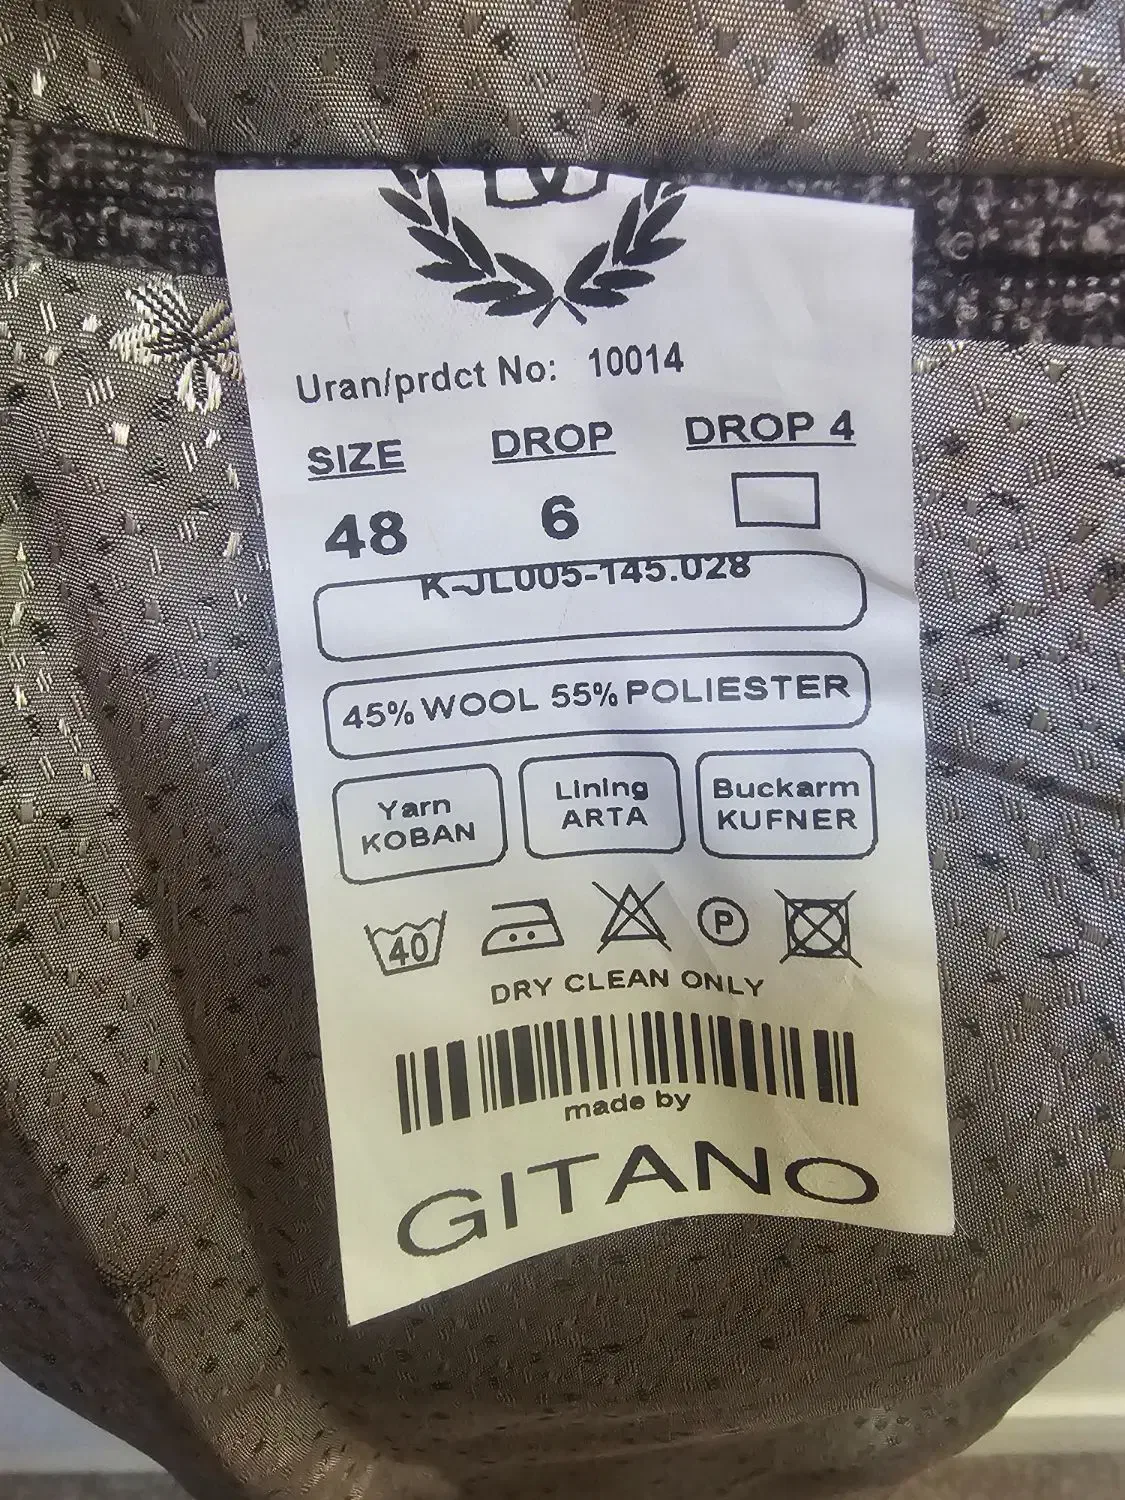 Uran/prdct No: 10014
SIZE DROP DROP 4
48 6
K-JL005-145.028
45% WOOL 55% POLIESTER
Yarn
KOBAN
Lining
ARTA
Buckarm
KUFNER
40 P
DRY CLEAN ONLY
made by
GITANO